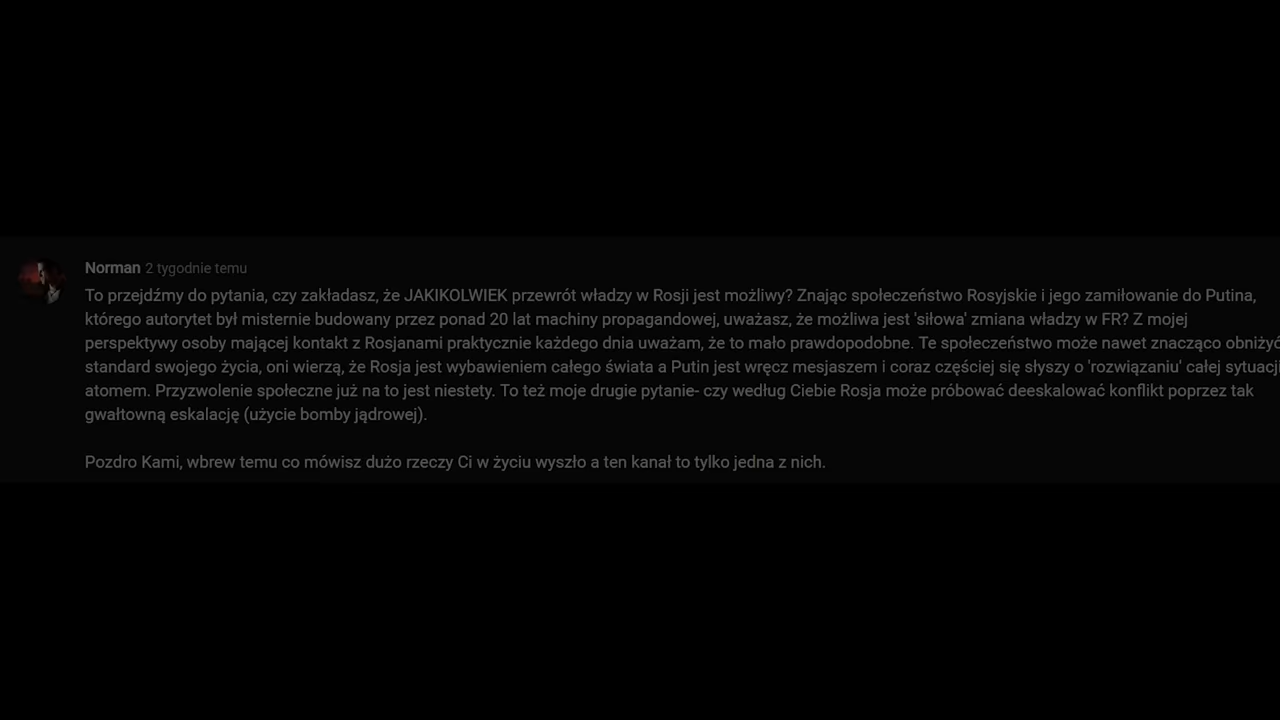 Norman 2 tygodnie temu
To przejdźmy do pytania, czy zakładasz, że JAKIKOLWIEK przewrót władzy w Rosji jest możliwy? Znając społeczeństwo Rosyjskie i jego zamiłowanie do Putina,
którego autorytet był misternie budowany przez ponad 20 lat machiny propagandowej, uważasz, że możliwa jest 'siłowa' zmiana władzy w FR? Z mojej
perspektywy osoby mającej kontakt z Rosjanami praktycznie każdego dnia uważam, że to mało prawdopodobne. Te społeczeństwo może nawet znacząco obniżyć
standard swojego życia, oni wierzą, że Rosja jest wybawieniem całego świata a Putin jest wręcz mesjaszem i coraz częściej się słyszy o 'rozwiązaniu' całej sytuacji
atomem. Przyzwolenie społeczne już na to jest niestety. To też moje drugie pytanie- czy według Ciebie Rosja może próbować deeskalować konflikt poprzez tak
gwałtowną eskalację (użycie bomby jądrowej).
Pozdro Kami, wbrew temu co mówisz dużo rzeczy Ci w życiu wyszło a ten kanał to tylko jedna z nich.